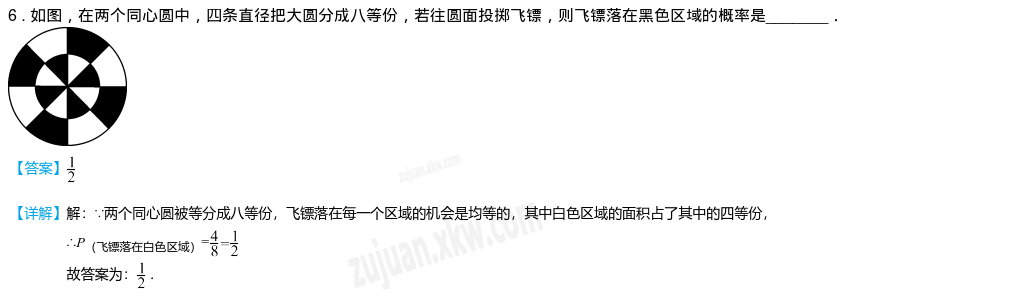 6．如图，在两个同心圆中，四条直径把大圆分成八等份，若往圆面投掷飞镖，则飞镖落在黑色区域的概率是________．
【答案】1/2
zujuan.xkw.com
【详解】解：∵两个同心圆被等分成八等份，飞镖落在每一个区域的机会是均等的，其中白色区域的面积占了其中的四等份，
∴P（飞镖落在白色区域）=4/8=1/2
zujuan.xkw.com
故答案为：1/2．